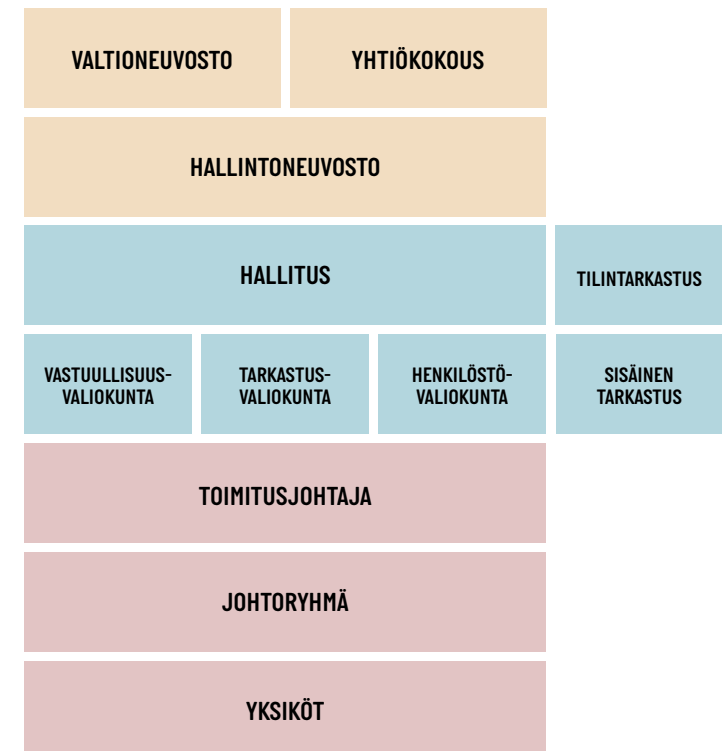 VALTIONEUVOSTO
YHTIÖKOKOUS
HALLINTONEUVOSTO
HALLITUS
TILINTARKASTUS
VASTUULLISUUS-
VALIOKUNTA
TARKASTUS-
VALIOKUNTA
HENKILÖSTÖ-
VALIOKUNTA
SISÄINEN
TARKASTUS
TOIMITUSJOHTAJA
JOHTORYHMÄ
YKSIKÖT